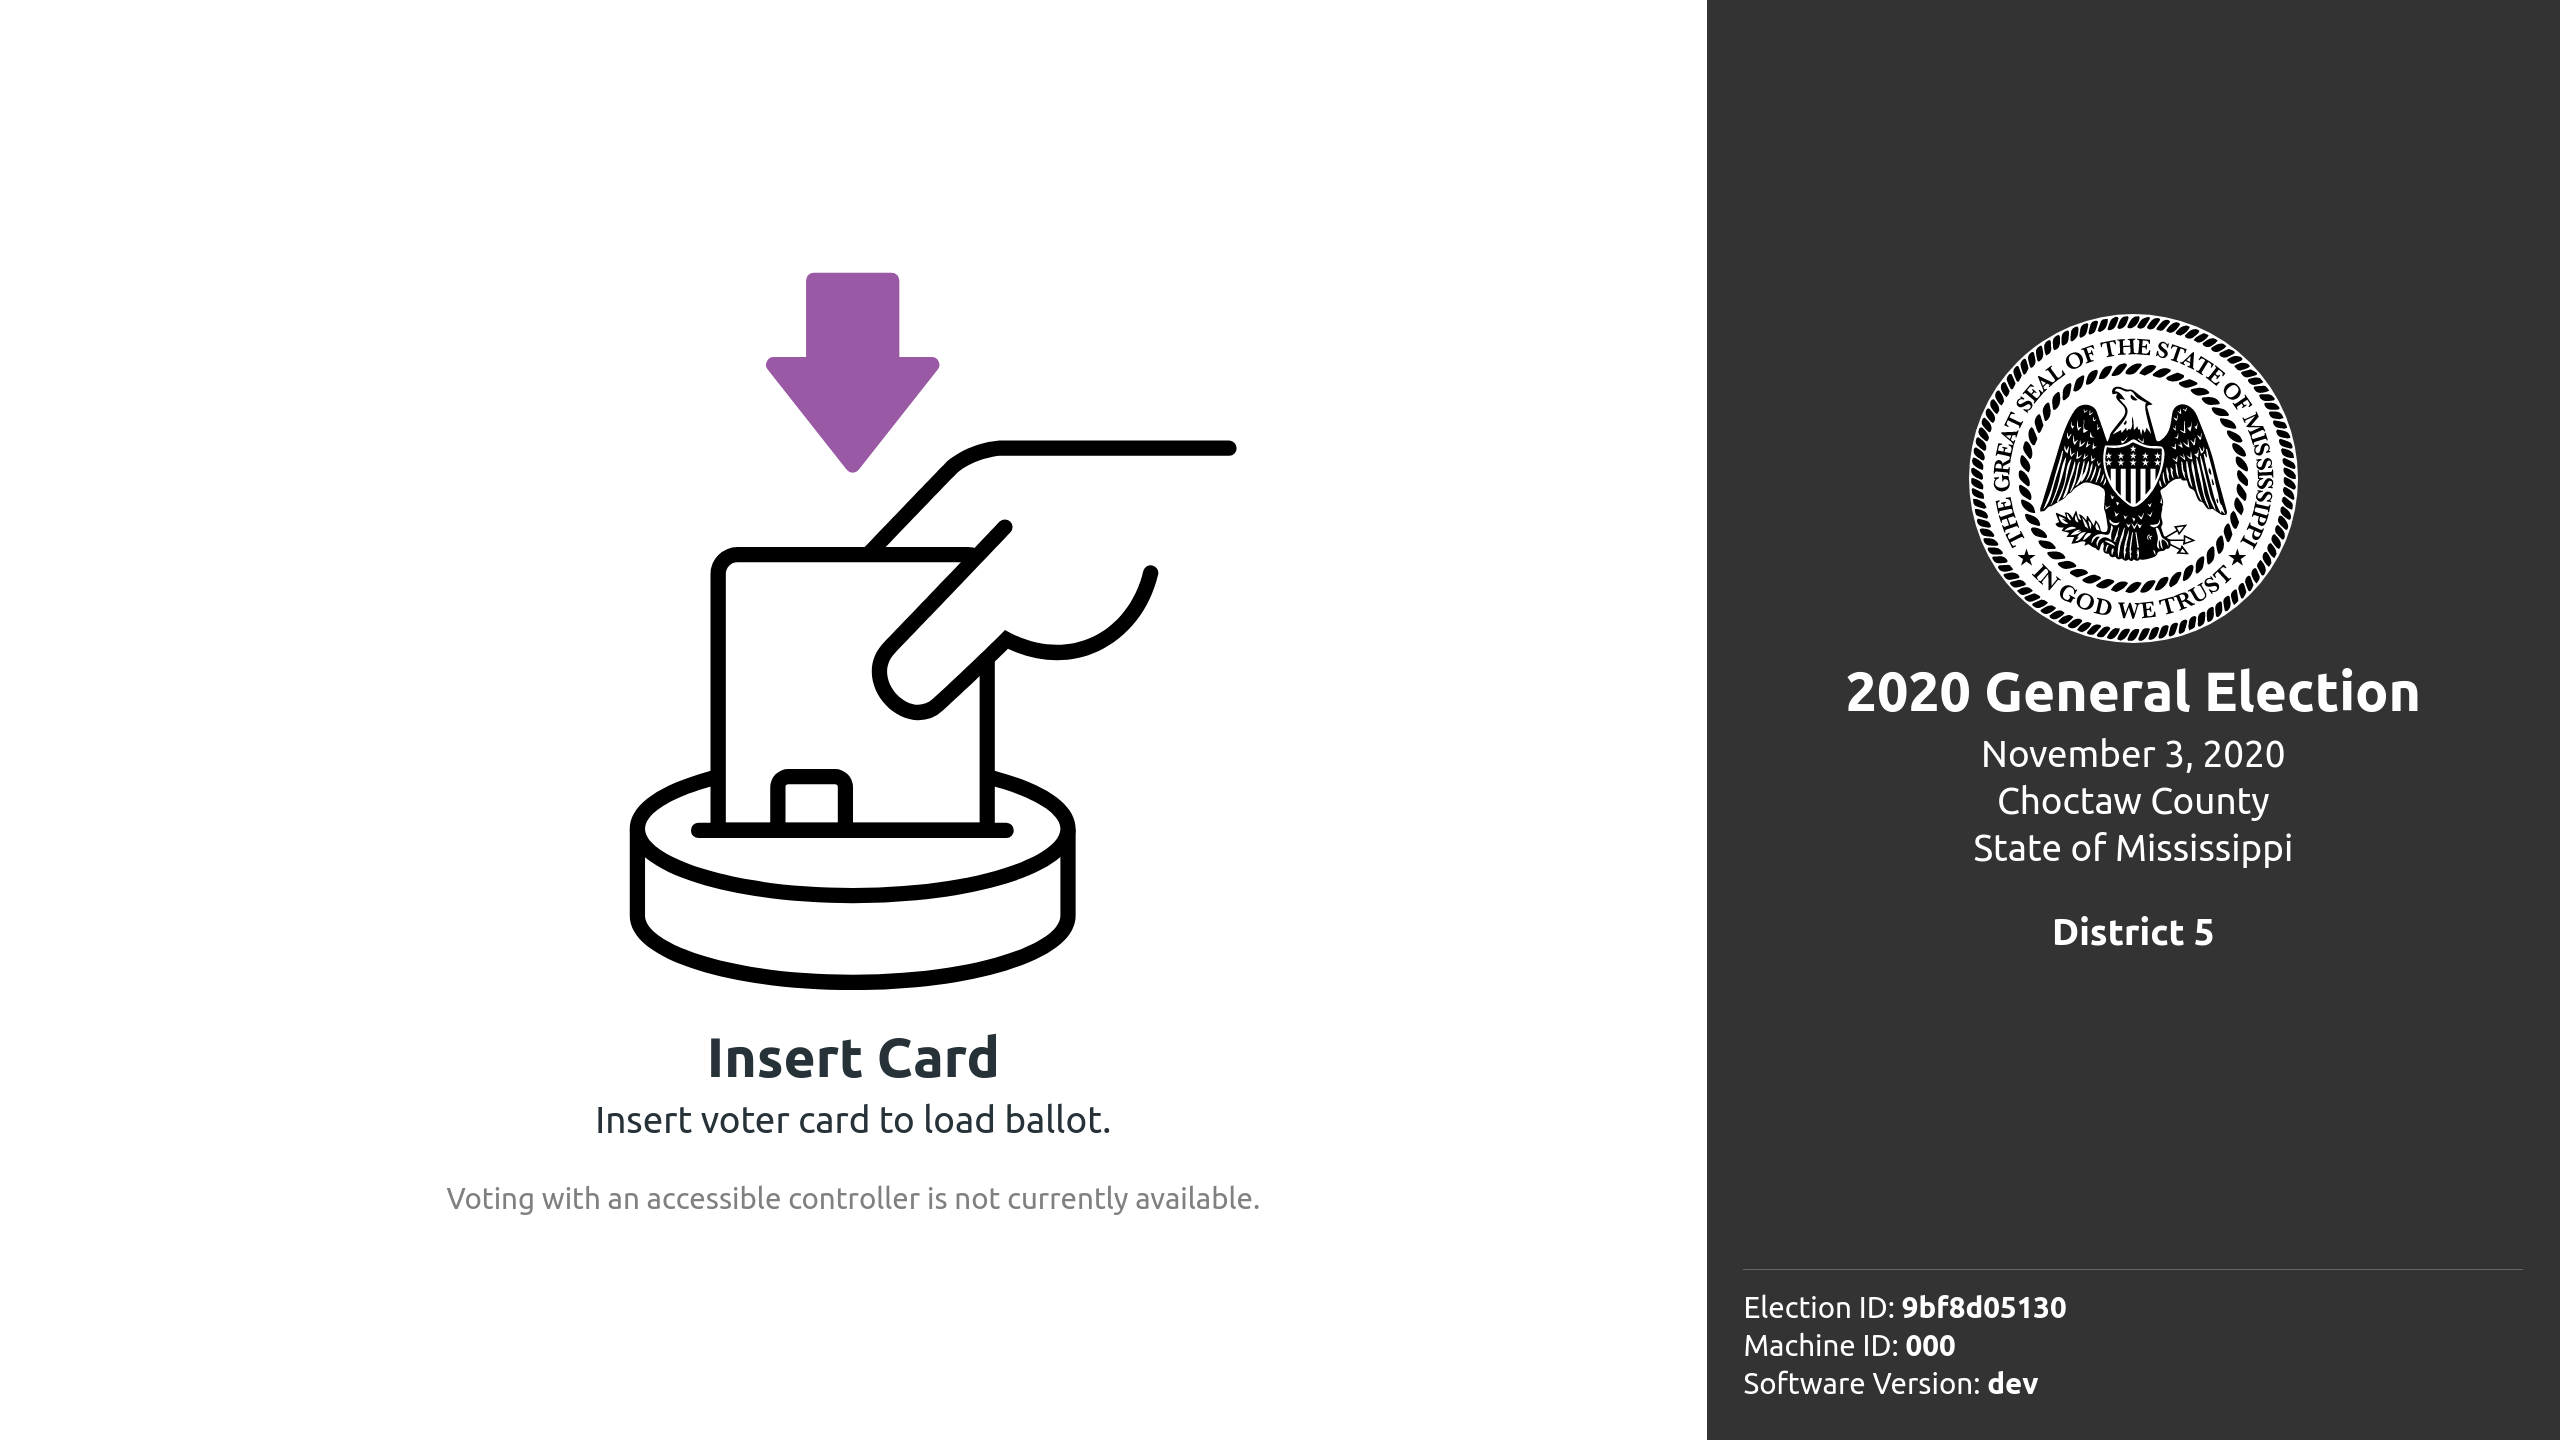 Insert Card
Insert voter card to load ballot.
Voting with an accessible controller is not currently available.
THE GREAT SEAL OF THE STATE OF MISSISSIPPI
IN GOD WE TRUST
2020 General Election
November 3, 2020
Choctaw County
State of Mississippi
District 5
Election ID: 9bf8d05130
Machine ID: 000
Software Version: dev